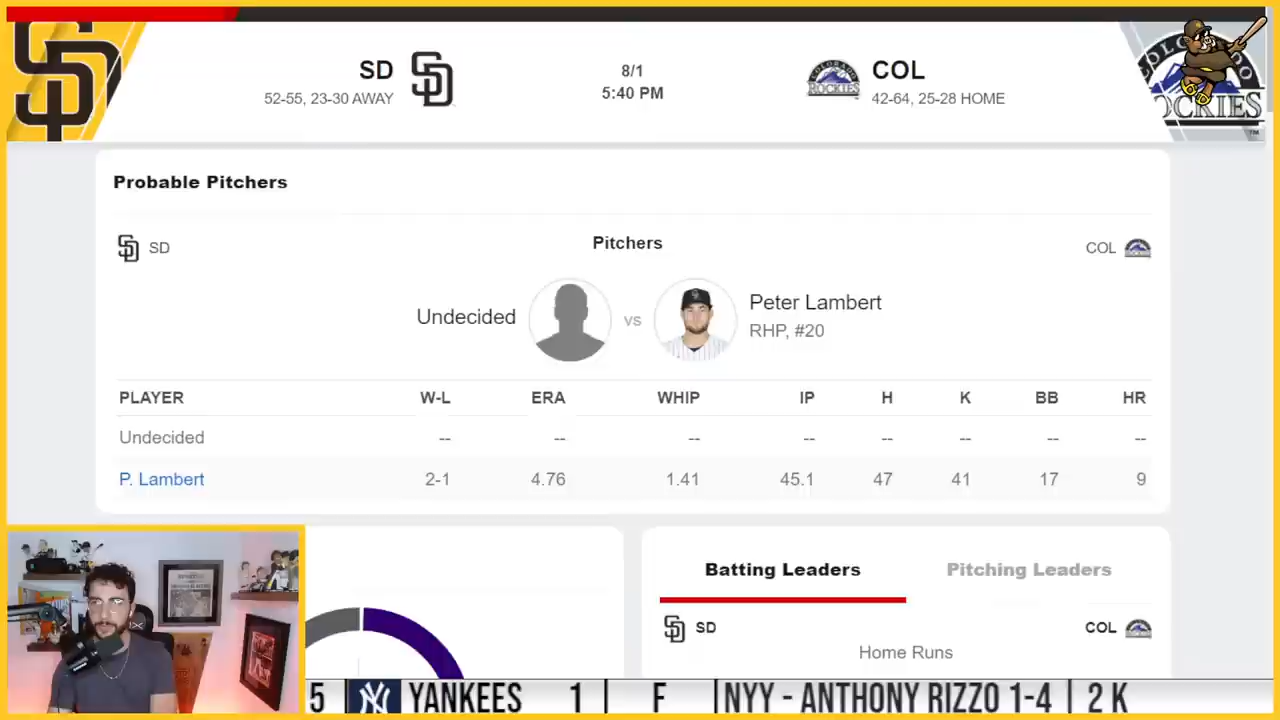 SD
52-55, 23-30 AWAY
8/1
5:40 PM
COLORADO
ROCKIES
COL
42-64, 25-28 HOME
Probable Pitchers
SD
Pitchers
COL
Undecided
vs
Peter Lambert
RHP, #20
PLAYER W-L ERA WHIP IP H K BB HR
Undecided -- -- -- -- -- -- -- --
P. Lambert 2-1 4.76 1.41 45.1 47 41 17 9
Batting Leaders
Pitching Leaders
SD
COL
Home Runs
5 YANKEES 1 F NYY - ANTHONY RIZZO 1-4 | 2 K